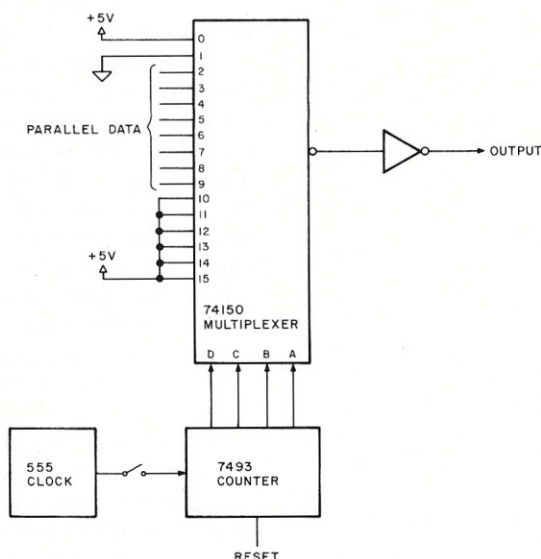 +5V
0
1
2
3
4
PARALLEL DATA
5
6
7
8
9
10
11
12
13
14
15
+5V
OUTPUT
74150
MULTIPLEXER
D C B A
555
CLOCK
7493
COUNTER
RESET